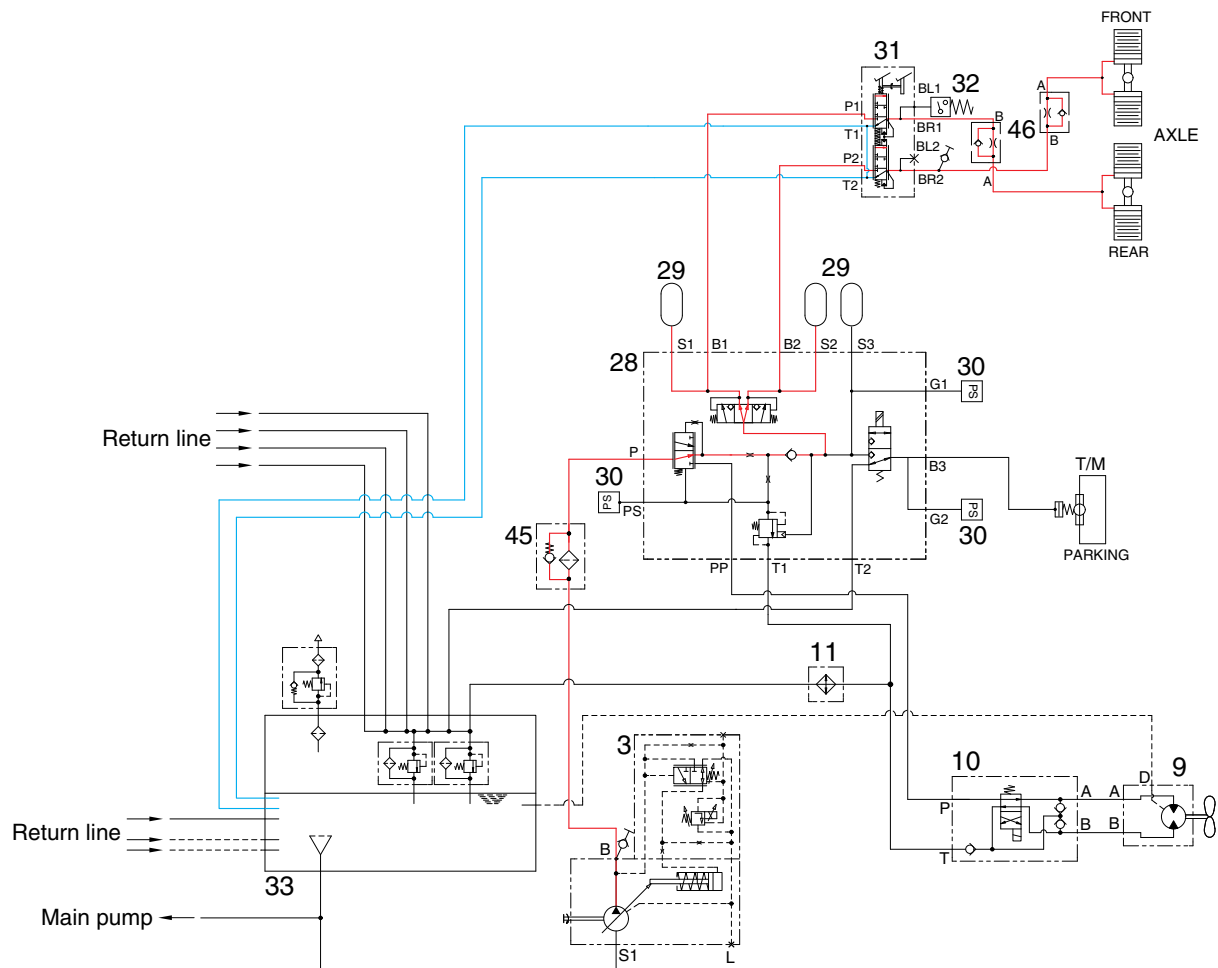 FRONT
31
BL1
32
A
P1
B
46
AXLE
T1
BR1
B
P2
BL2
T2
BR2
A
REAR
29
29
S1
B1
B2
S2
S3
28
G1
30
PS
Return line
P
B3
T/M
30
PS
PS
G2
PS
30
45
PARKING
PP
T1
T2
11
3
10
D
9
P
A
A
B
B
T
Return line
B
33
Main pump
S1
L